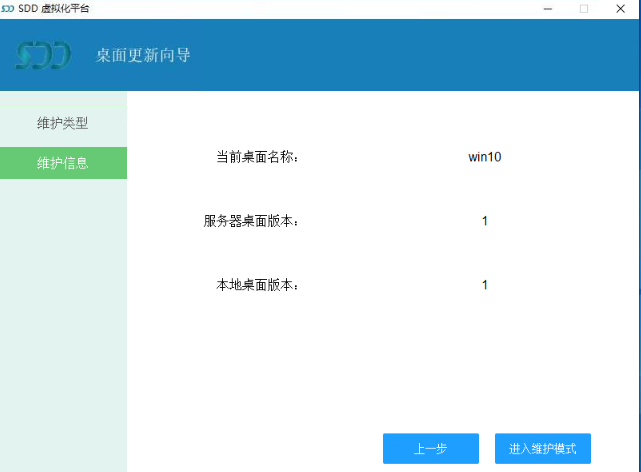 SDD 虚拟化平台
SDD 桌面更新向导
维护类型
维护信息
当前桌面名称： win10
服务器桌面版本： 1
本地桌面版本： 1
上一步 进入维护模式